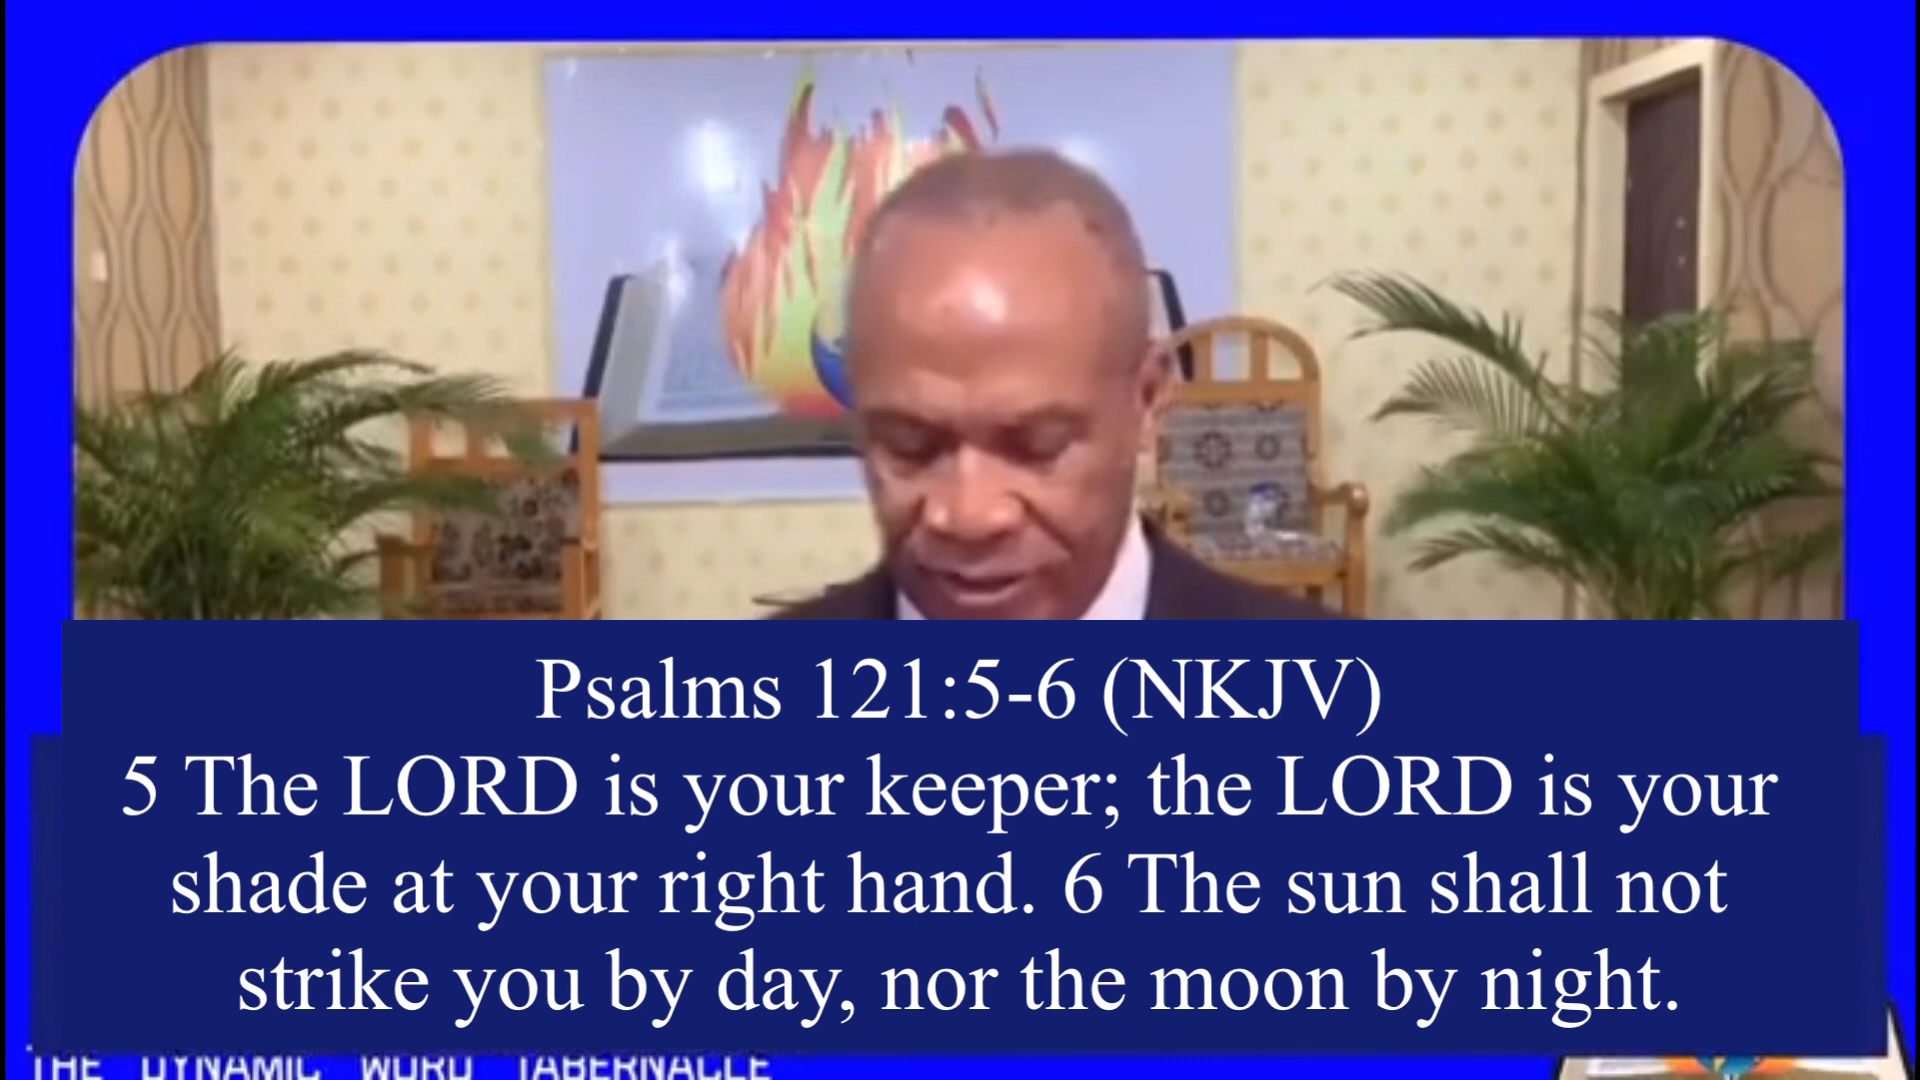 Psalms 121:5-6 (NKJV)
5 The LORD is your keeper; the LORD is your
shade at your right hand. 6 The sun shall not
strike you by day, nor the moon by night.
THE DYNAMIC WORD TABERNACLE